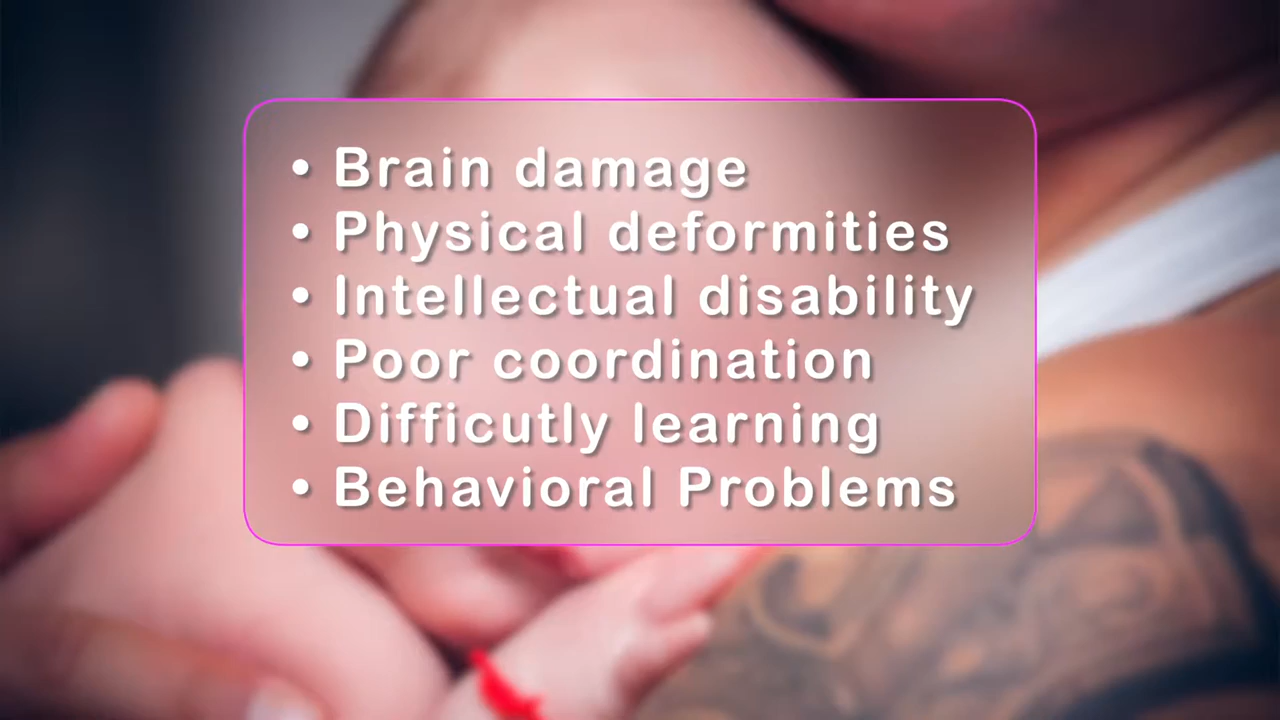 • Brain damage
• Physical deformities
• Intellectual disability
• Poor coordination
• Difficutly learning
• Behavioral Problems